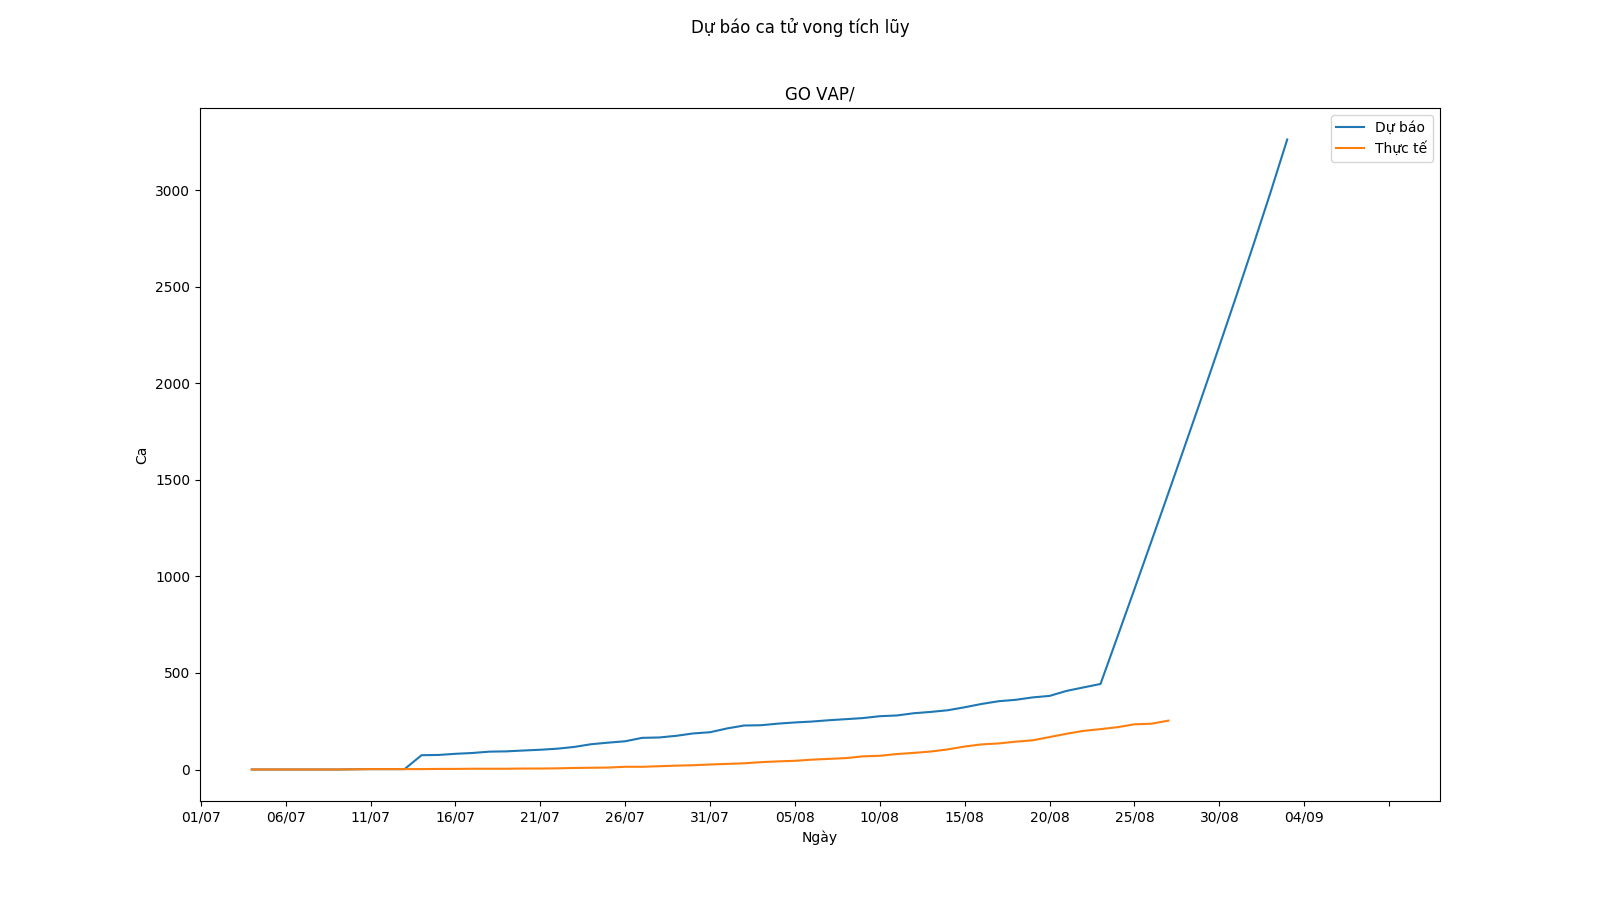 Dự báo ca tử vong tích lũy
GO VAP/
Dự báo
Thực tế
3000
2500
2000
1500
1000
500
0
Ca
01/07 06/07 11/07 16/07 21/07 26/07 31/07 05/08 10/08 15/08 20/08 25/08 30/08 04/09
Ngày